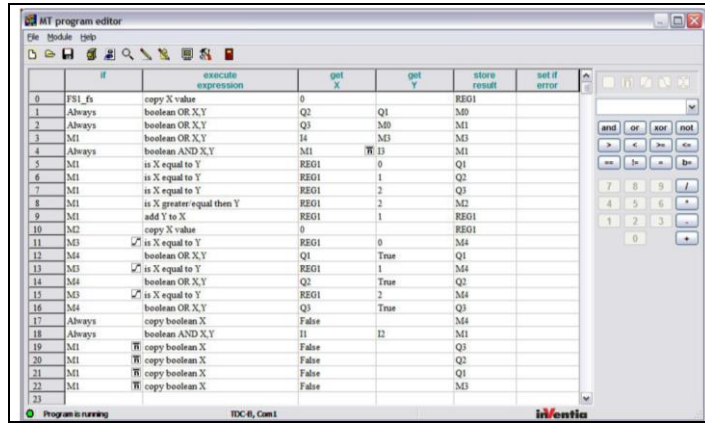 MT program editor
File Module Help
if execute expression get X get Y store result set if error
0 FS1_fs copy X value 0 REG1
1 Always boolean OR X,Y Q2 Q1 M0
2 Always boolean OR X,Y Q3 M0 M1
3 M1 boolean OR X,Y I4 M3 M3
4 Always boolean AND X,Y M1 n I3 M1
5 M1 is X equal to Y REG1 0 Q1
6 M1 is X equal to Y REG1 1 Q2
7 M1 is X equal to Y REG1 2 Q3
8 M1 is X greater/equal then Y REG1 2 M2
9 M1 add Y to X REG1 1 REG1
10 M2 copy X value 0 REG1
11 M3 is X equal to Y REG1 0 M4
12 M4 boolean OR X,Y Q1 True Q1
13 M3 is X equal to Y REG1 1 M4
14 M4 boolean OR X,Y Q2 True Q2
15 M3 is X equal to Y REG1 2 M4
16 M4 boolean OR X,Y Q3 True Q3
17 Always copy boolean X False M4
18 Always boolean AND X,Y I1 I2 M1
19 M1 n copy boolean X False Q3
20 M1 n copy boolean X False Q2
21 M1 n copy boolean X False Q1
22 M1 n copy boolean X False M3
23
and or xor not
> < >= <=
== != = b=
7 8 9 /
4 5 6 *
1 2 3 -
0 +
Program is running TDC-B, Com1 inVentia